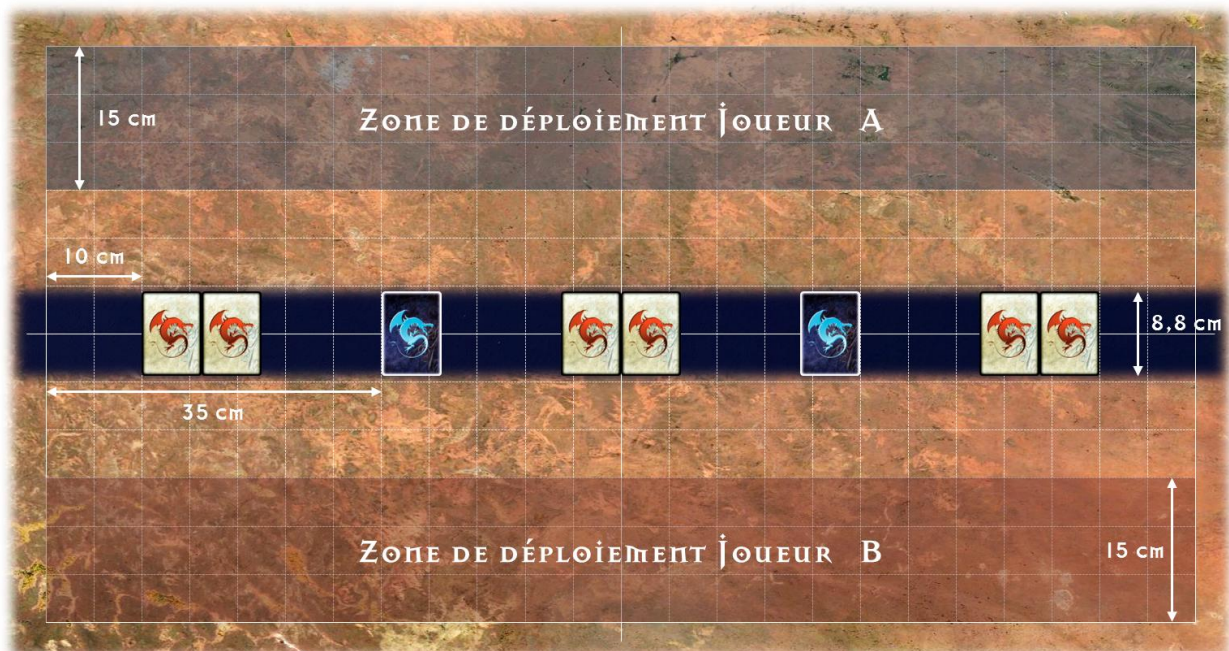 15 cm
Zone de déploiement Joueur A
10 cm
8,8 cm
35 cm
Zone de déploiement Joueur B
15 cm